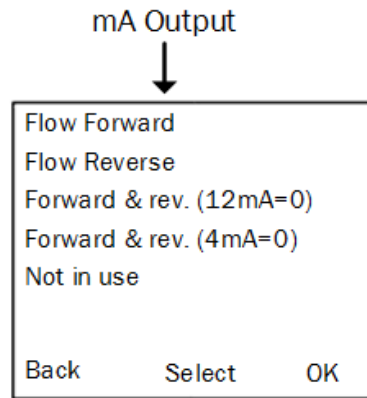 mA Output
Flow Forward
Flow Reverse
Forward & rev. (12mA=0)
Forward & rev. (4mA=0)
Not in use
Back Select OK